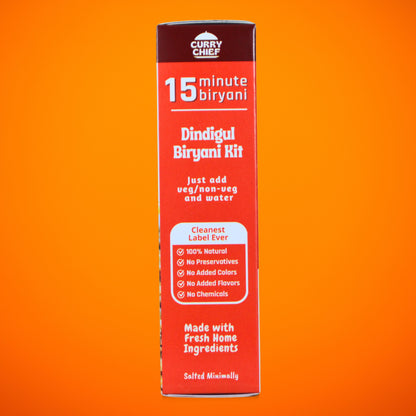 CURRY
CHIEF
15 minute
biryani
Dindigul
Biryani Kit
Just add
veg/non-veg
and water
Cleanest
Label Ever
100% Natural
No Preservatives
No Added Colors
No Added Flavors
No Chemicals
Made with
Fresh Home
Ingredients
Salted Minimally